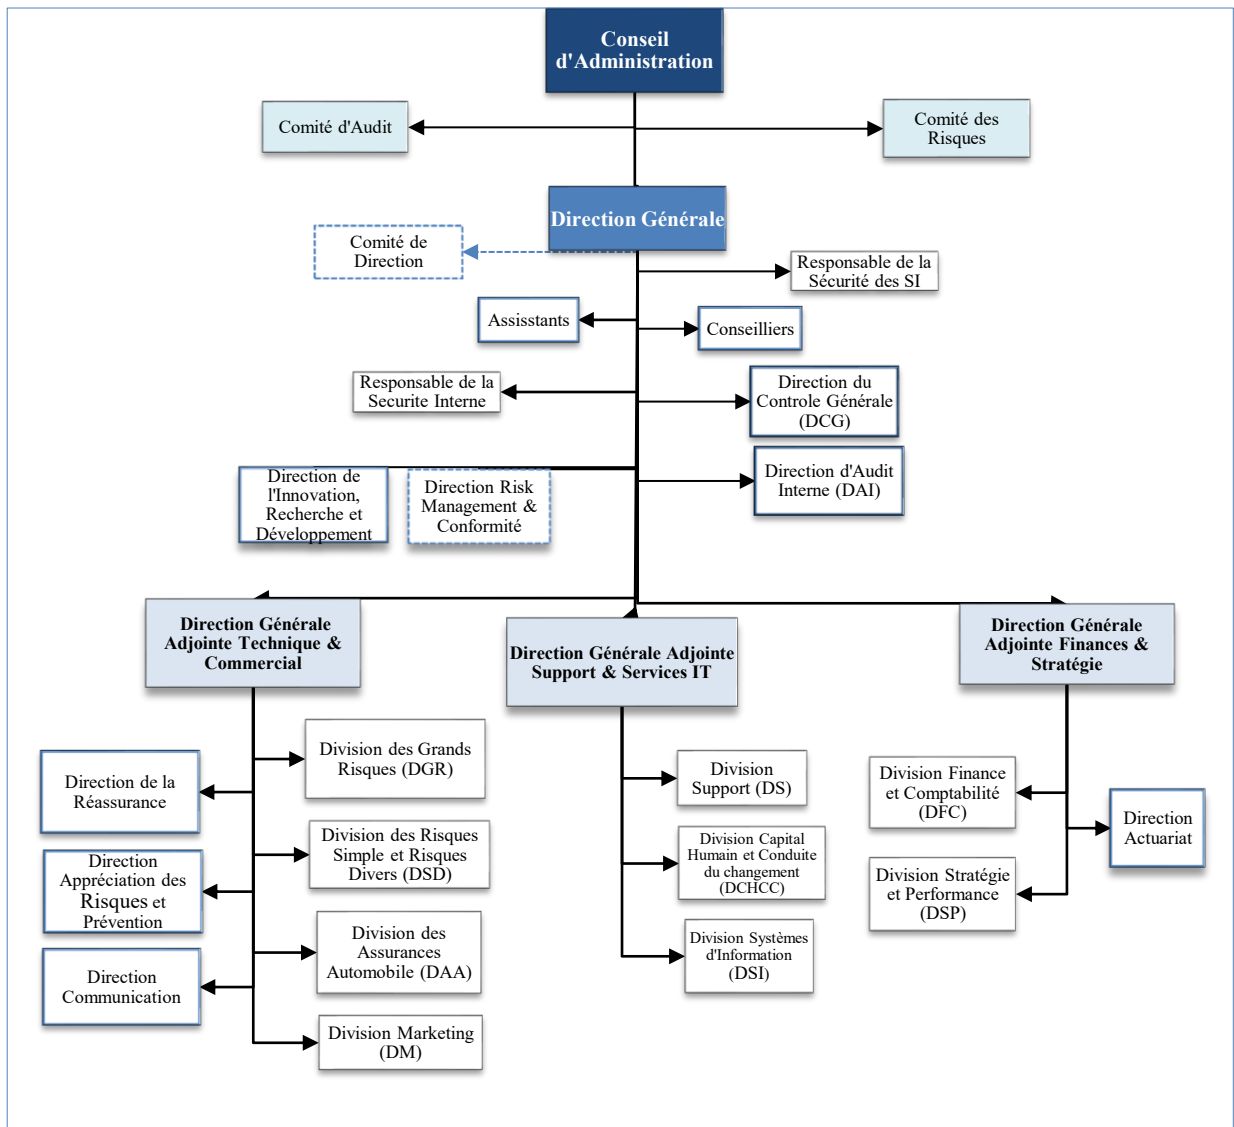 Conseil
d'Administration
Comité d'Audit
Comité des
Risques
Direction Générale
Comité de
Direction
Responsable de la
Sécurité des SI
Assisstants
Conseilliers
Responsable de la
Securite Interne
Direction du
Controle Générale
(DCG)
Direction de
l'Innovation,
Recherche et
Développement
Direction Risk
Management &
Conformité
Direction d'Audit
Interne (DAI)
Direction Générale
Adjointe Technique &
Commercial
Direction Générale Adjointe
Support & Services IT
Direction Générale
Adjointe Finances &
Stratégie
Division des Grands
Risques (DGR)
Direction de la
Réassurance
Division des Risques
Simple et Risques
Divers (DSD)
Direction
Appréciation des
Risques et
Prévention
Division des
Assurances
Automobile (DAA)
Direction
Communication
Division Marketing
(DM)
Division
Support (DS)
Division Capital
Humain et Conduite
du changement
(DCHCC)
Division Systèmes
d'Information
(DSI)
Division Finance
et Comptabilité
(DFC)
Direction
Actuariat
Division Stratégie
et Performance
(DSP)